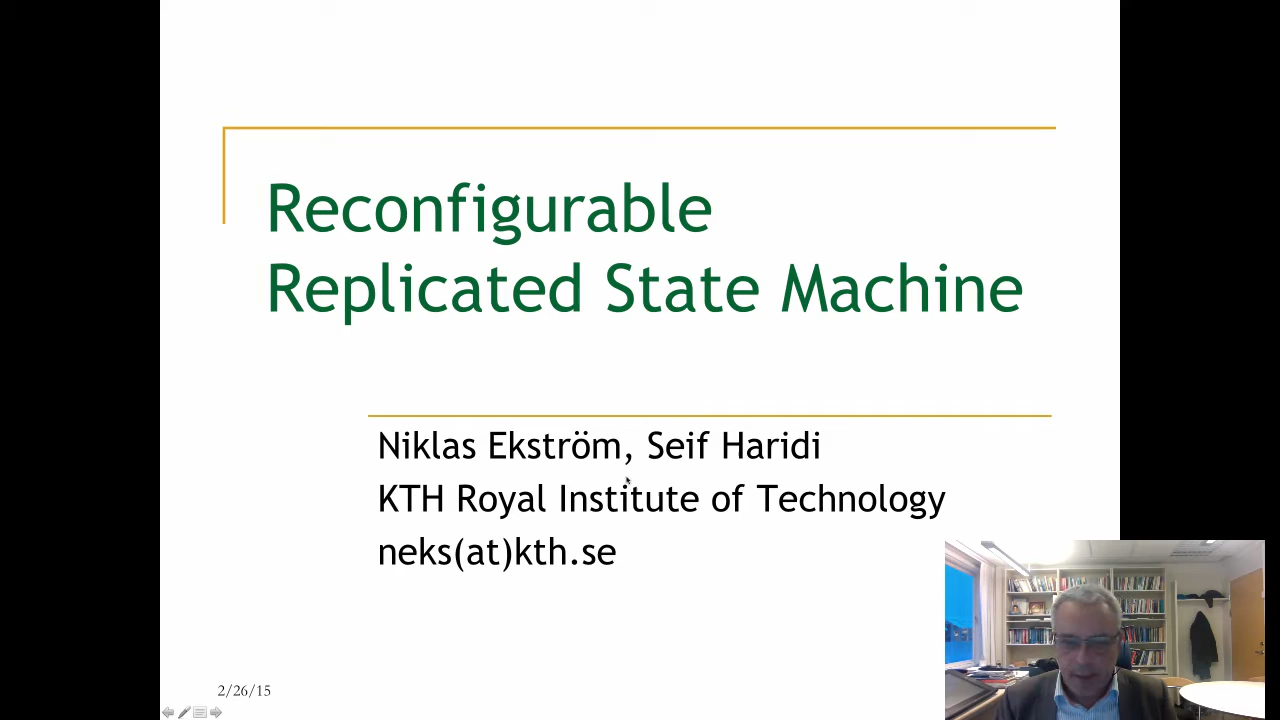 Reconfigurable
Replicated State Machine
Niklas Ekström, Seif Haridi
KTH Royal Institute of Technology
neks(at)kth.se
2/26/15